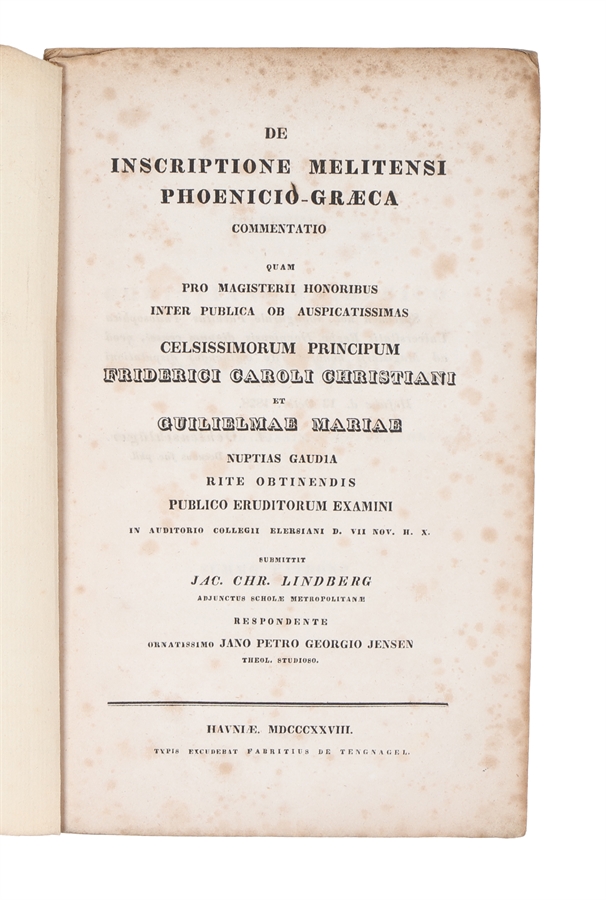 DE
INSCRIPTIONE MELITENSI
PHOENICIO-GRÆCA
COMMENTATIO
QUAM
PRO MAGISTERII HONORIBUS
INTER PUBLICA OB AUSPICATISSIMAS
CELSISSIMORUM PRINCIPUM
FRIDERICI CAROLI CHRISTIANI
ET
GUILIELMAE MARIAE
NUPTIAS GAUDIA
RITE OBTINENDIS
PUBLICO ERUDITORUM EXAMINI
IN AUDITORIO COLLEGII ELERSIANI D. VII NOV. H. X.
SUBMITTIT
JAC. CHR. LINDBERG
ADJUNCTUS SCHOLÆ METROPOLITANÆ
RESPONDENTE
ORNATISSIMO JANO PETRO GEORGIO JENSEN
THEOL. STUDIOSO.
HAVNIÆ. MDCCCXXVIII.
TYPIS EXCUDEBAT FABRITIUS DE TENGNAGEL.